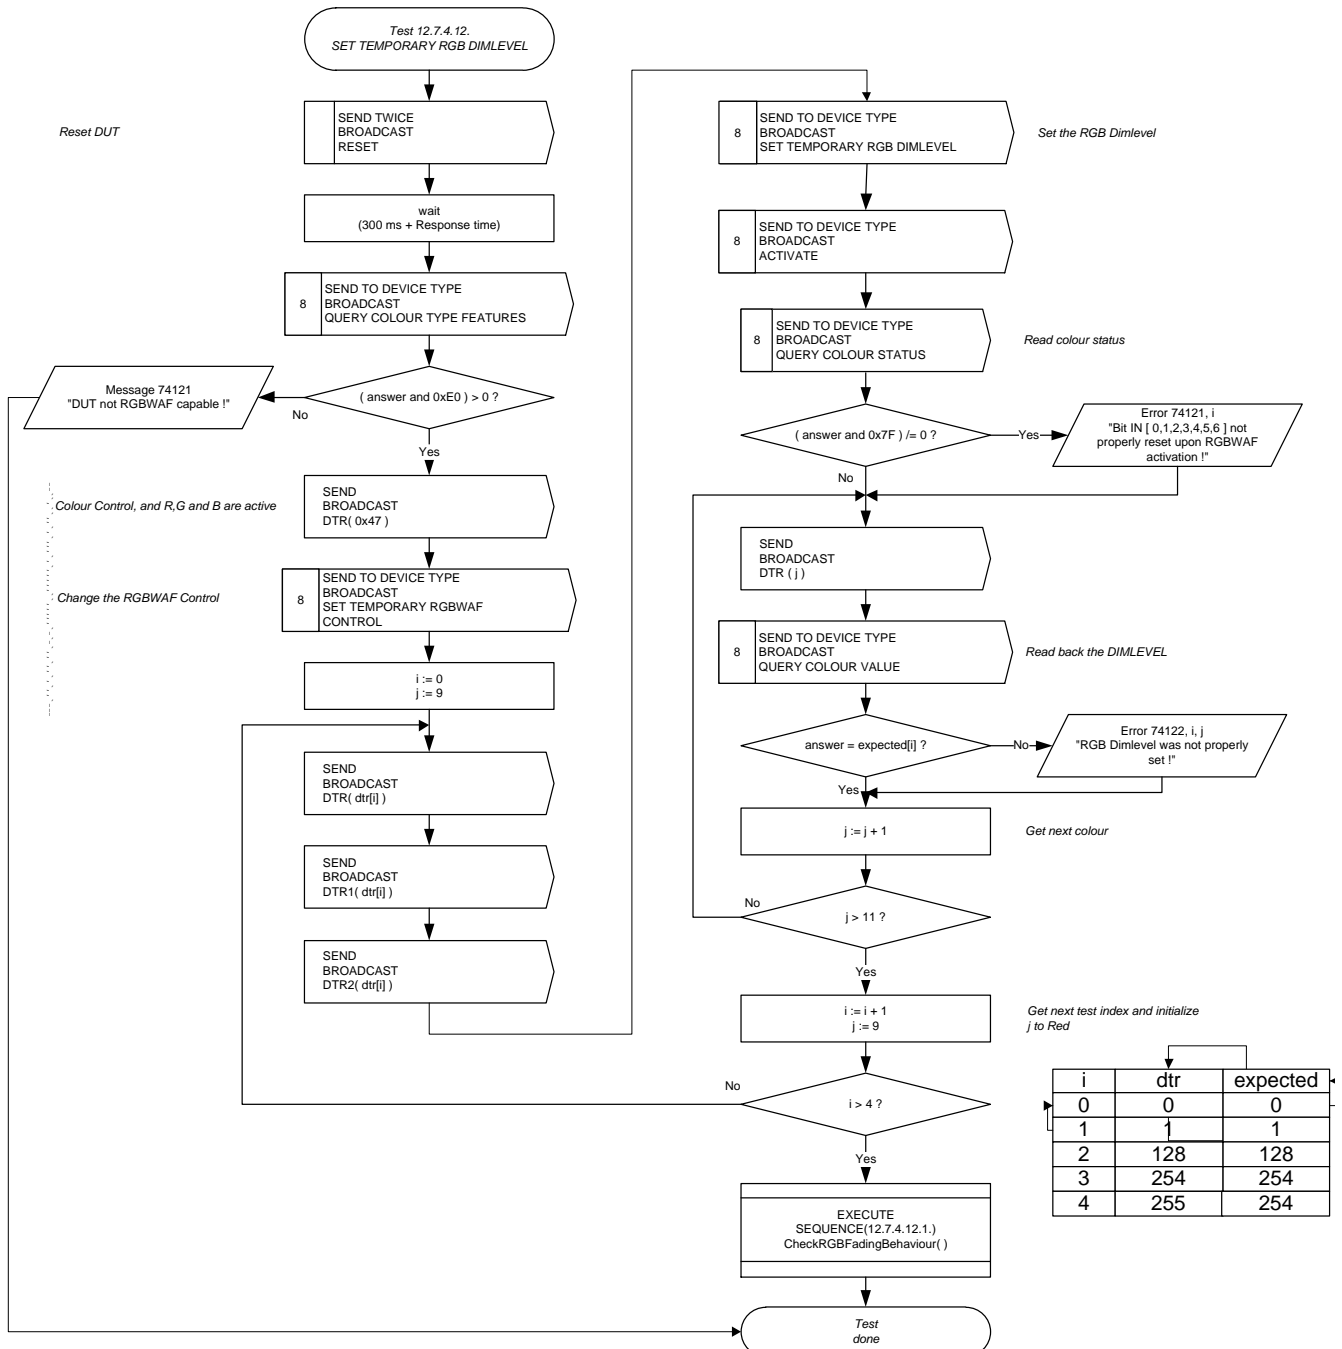 Test 12.7.4.12.
SET TEMPORARY RGB DIMLEVEL
Reset DUT
SEND TWICE
BROADCAST
RESET
wait
(300 ms + Response time)
8
SEND TO DEVICE TYPE
BROADCAST
QUERY COLOUR TYPE FEATURES
( answer and 0xE0 ) > 0 ?
No
Message 74121
"DUT not RGBWAF capable !"
Yes
Colour Control, and R,G and B are active
SEND
BROADCAST
DTR( 0x47 )
Change the RGBWAF Control
8
SEND TO DEVICE TYPE
BROADCAST
SET TEMPORARY RGBWAF
CONTROL
i := 0
j := 9
SEND
BROADCAST
DTR( dtr[i] )
SEND
BROADCAST
DTR1( dtr[i] )
SEND
BROADCAST
DTR2( dtr[i] )
8
SEND TO DEVICE TYPE
BROADCAST
SET TEMPORARY RGB DIMLEVEL
Set the RGB Dimlevel
8
SEND TO DEVICE TYPE
BROADCAST
ACTIVATE
8
SEND TO DEVICE TYPE
BROADCAST
QUERY COLOUR STATUS
Read colour status
( answer and 0x7F ) /= 0 ?
Yes
Error 74121, i
"Bit IN [ 0,1,2,3,4,5,6 ] not
properly reset upon RGBWAF
activation !"
No
SEND
BROADCAST
DTR ( j )
8
SEND TO DEVICE TYPE
BROADCAST
QUERY COLOUR VALUE
Read back the DIMLEVEL
answer = expected[i] ?
No
Error 74122, i, j
"RGB Dimlevel was not properly
set !"
Yes
j := j + 1
Get next colour
No
j > 11 ?
Yes
i := i + 1
j := 9
Get next test index and initialize
j to Red
No
i > 4 ?
Yes
i dtr expected
0 0 0
1 1 1
2 128 128
3 254 254
4 255 254
EXECUTE
SEQUENCE(12.7.4.12.1.)
CheckRGBFadingBehaviour( )
Test
done